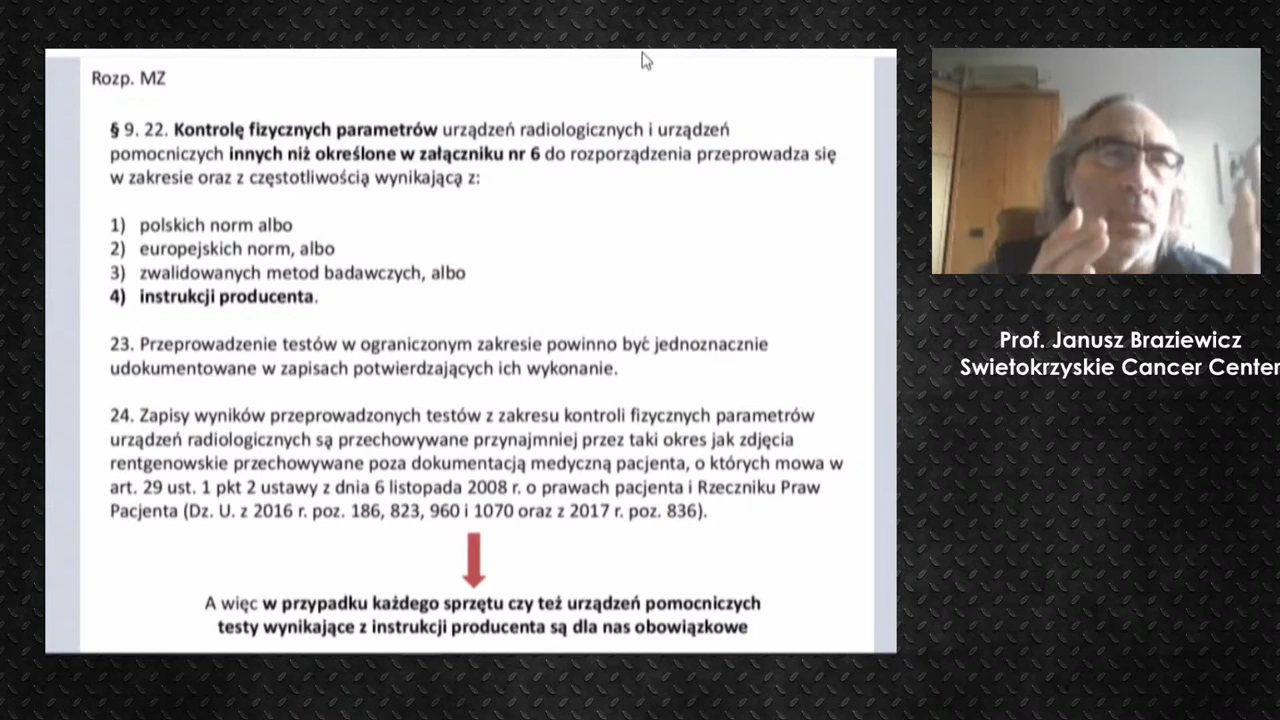 Rozp. MZ
§ 9. 22. Kontrolę fizycznych parametrów urządzeń radiologicznych i urządzeń
pomocniczych innych niż określone w załączniku nr 6 do rozporządzenia przeprowadza się
w zakresie oraz z częstotliwością wynikającą z:
1) polskich norm albo
2) europejskich norm, albo
3) zwalidowanych metod badawczych, albo
4) instrukcji producenta.
23. Przeprowadzenie testów w ograniczonym zakresie powinno być jednoznacznie
udokumentowane w zapisach potwierdzających ich wykonanie.
24. Zapisy wyników przeprowadzonych testów z zakresu kontroli fizycznych parametrów
urządzeń radiologicznych są przechowywane przynajmniej przez taki okres jak zdjęcia
rentgenowskie przechowywane poza dokumentacją medyczną pacjenta, o których mowa w
art. 29 ust. 1 pkt 2 ustawy z dnia 6 listopada 2008 r. o prawach pacjenta i Rzeczniku Praw
Pacjenta (Dz. U. z 2016 r. poz. 186, 823, 960 i 1070 oraz z 2017 r. poz. 836).
A więc w przypadku każdego sprzętu czy też urządzeń pomocniczych
testy wynikające z instrukcji producenta są dla nas obowiązkowe
Prof. Janusz Braziewicz
Swietokrzyskie Cancer Center